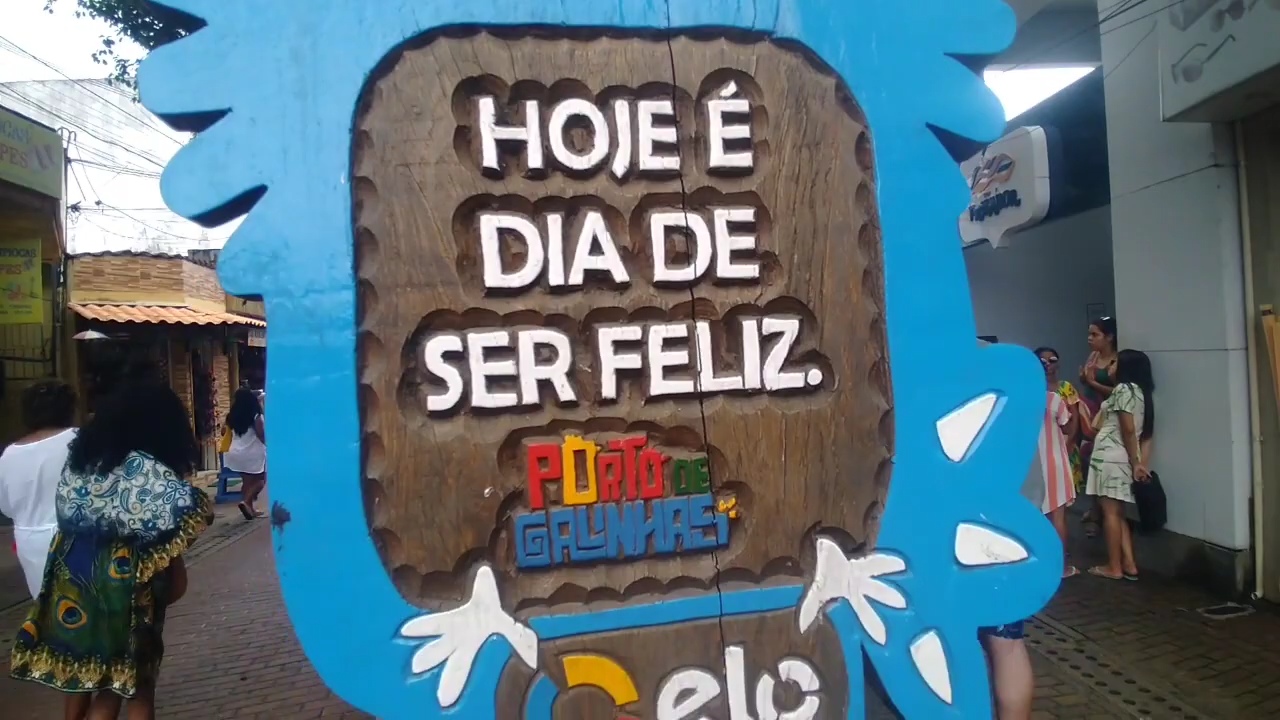 HOJE É
DIA DE
SER FELIZ.
PORTO DE
GALINHAS
elo